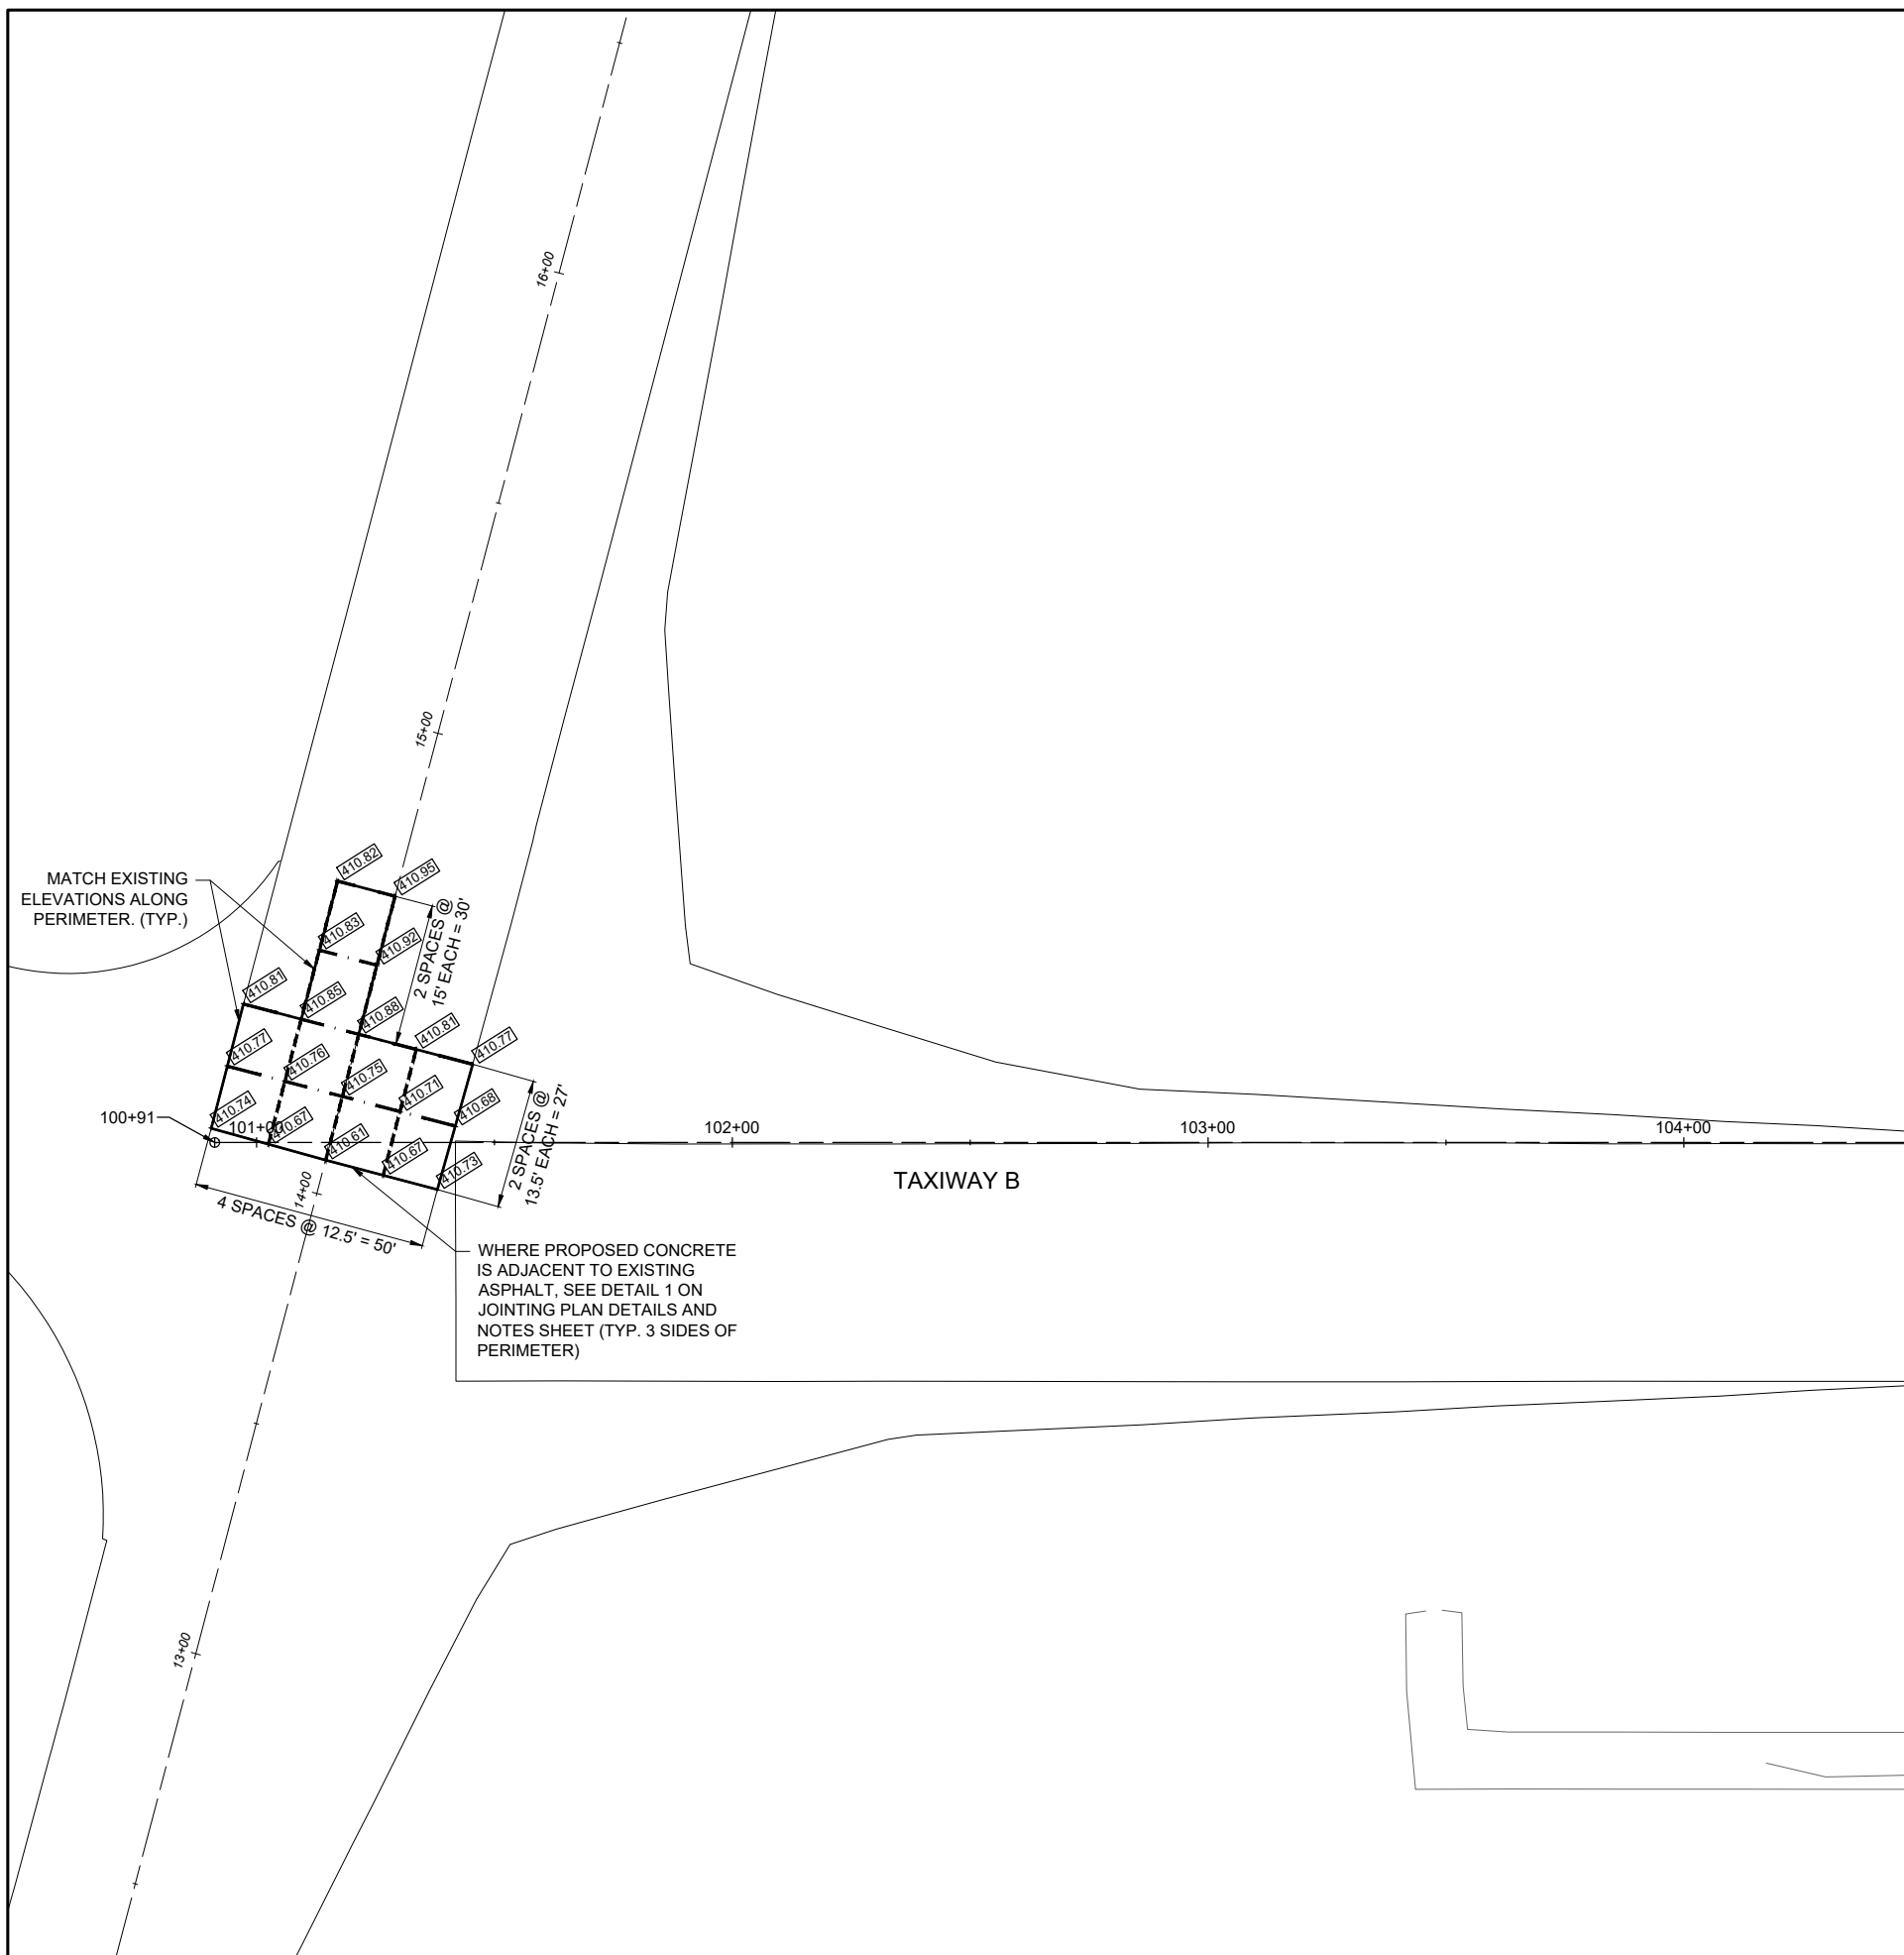 16+00
15+00
MATCH EXISTING
ELEVATIONS ALONG
PERIMETER. (TYP.)
410.82
410.95
2 SPACES @
15' EACH = 30'
410.83
410.92
410.81
410.85
410.88
410.81
410.77
410.77
410.76
410.75
410.71
410.68
2 SPACES @
13.5' EACH = 27'
100+91
410.74
101+00
410.67
410.61
410.67
410.73
102+00
103+00
104+00
TAXIWAY B
14+00
4 SPACES @ 12.5' = 50'
WHERE PROPOSED CONCRETE
IS ADJACENT TO EXISTING
ASPHALT, SEE DETAIL 1 ON
JOINTING PLAN DETAILS AND
NOTES SHEET (TYP. 3 SIDES OF
PERIMETER)
13+00